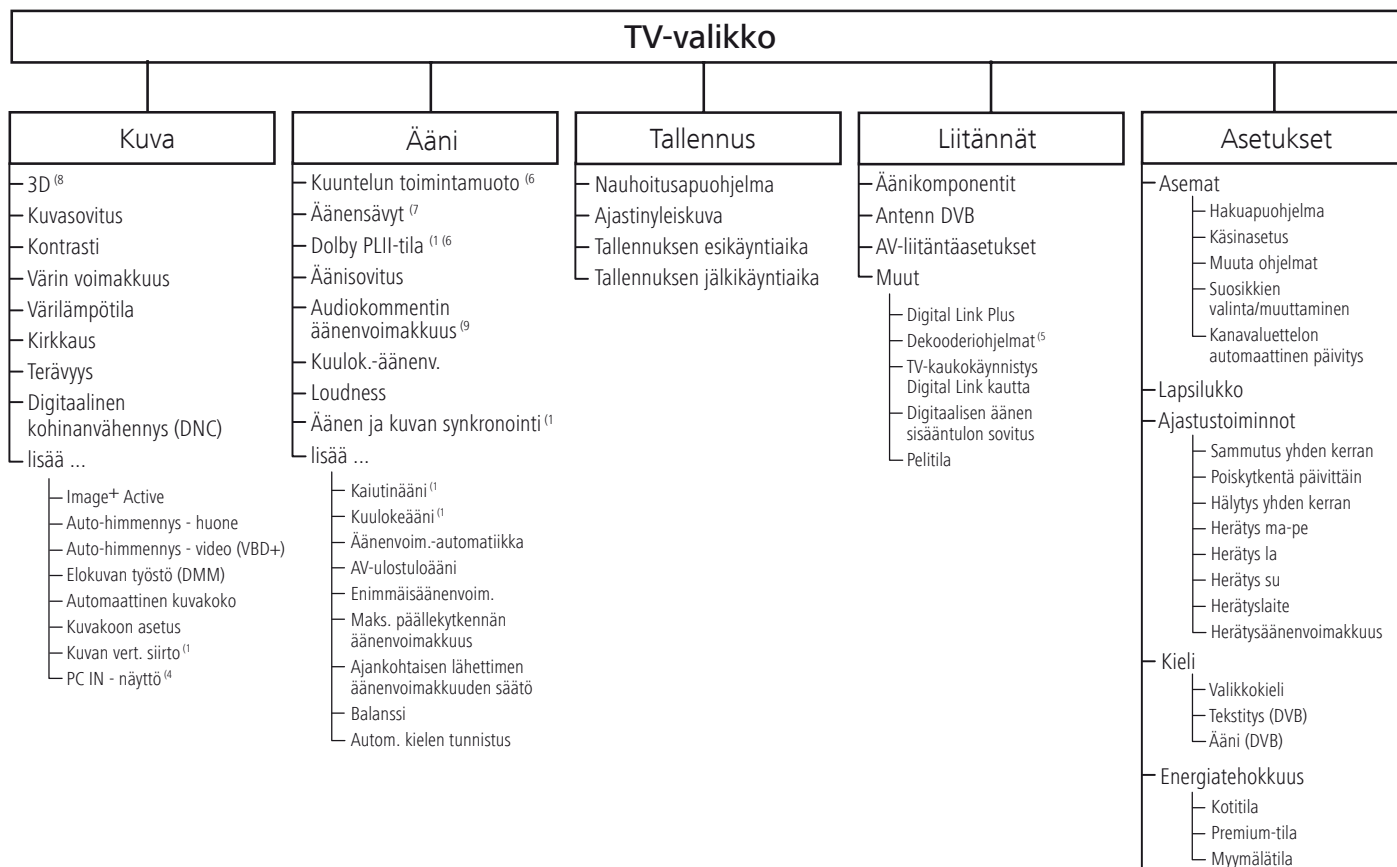 TV-valikko
Kuva
3D (8
Kuvasovitus
Kontrasti
Värin voimakkuus
Värilämpötila
Kirkkaus
Terävyys
Digitaalinen
kohinanvähennys (DNC)
lisää ...
Image+ Active
Auto-himmennys - huone
Auto-himmennys - video (VBD+)
Elokuvan työstö (DMM)
Automaattinen kuvakoko
Kuvakoon asetus
Kuvan vert. siirto (1
PC IN - näyttö (4
Ääni
Kuuntelun toimintamuoto (6
Äänensävyt (7
Dolby PLII-tila (1 (6
Äänisovitus
Audiokommentin
äänenvoimakkuus (9
Kuulok.-äänenv.
Loudness
Äänen ja kuvan synkronointi (1
lisää ...
Kaiutinääni (1
Kuulokeääni (1
Äänenvoim.-automatiikka
AV-ulostuloääni
Enimmäisäänenvoim.
Maks. päällekytkennän
äänenvoimakkuus
Ajankohtaisen lähettimen
äänenvoimakkuuden säätö
Balanssi
Autom. kielen tunnistus
Tallennus
Nauhoitusapuohjelma
Ajastinyleiskuva
Tallennuksen esikäyntiaika
Tallennuksen jälkikäyntiaika
Liitännät
Äänikomponentit
Antenn DVB
AV-liitäntäasetukset
Muut
Digital Link Plus
Dekooderiohjelmat (5
TV-kaukokäynnistys
Digital Link kautta
Digitaalisen äänen
sisääntulon sovitus
Pelitila
Asetukset
Asemat
Hakuapuohjelma
Käsinasetus
Muuta ohjelmat
Suosikkien
valinta/muuttaminen
Kanavaluettelon
automaattinen päivitys
Lapsilukko
Ajastustoiminnot
Sammutus yhden kerran
Poiskytkentä päivittäin
Hälytys yhden kerran
Herätys ma-pe
Herätys la
Herätys su
Herätyslaite
Herätysäänenvoimakkuus
Kieli
Valikkokieli
Tekstitys (DVB)
Ääni (DVB)
Energiatehokkuus
Kotitila
Premium-tila
Myymälätila